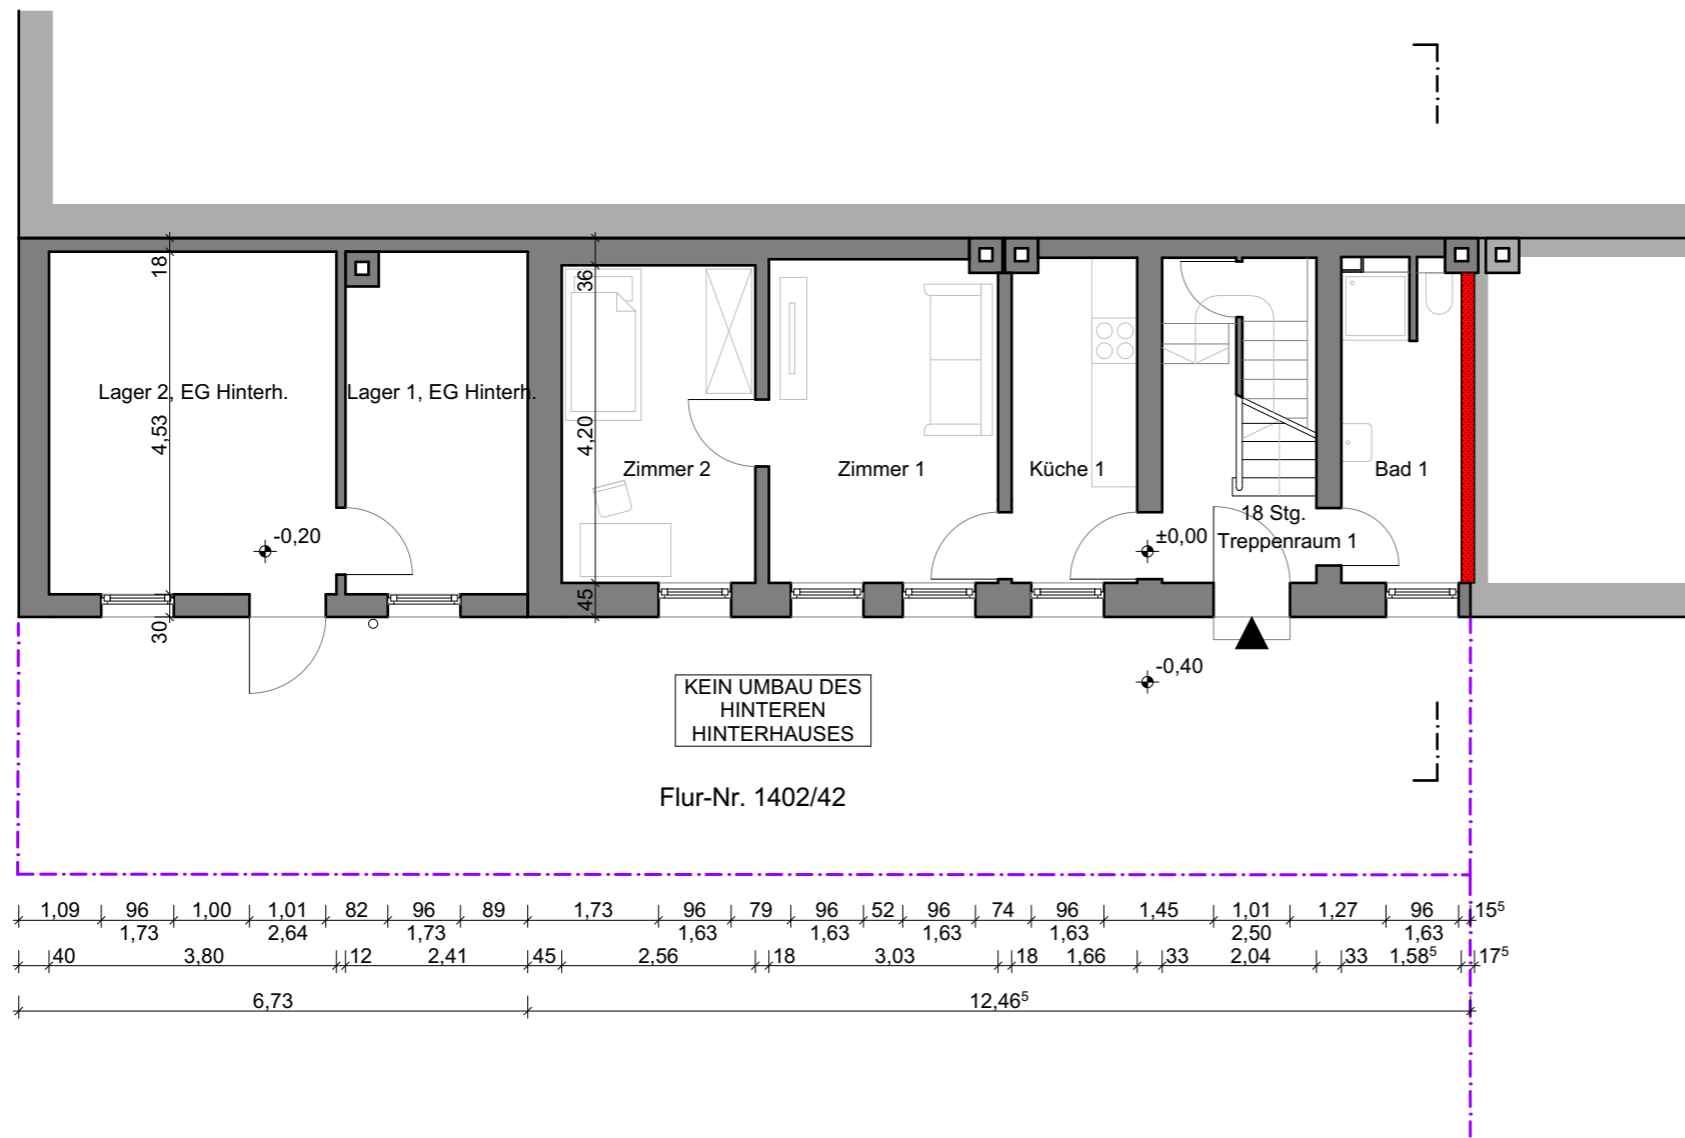 18
36
Lager 2, EG Hinterh.
Lager 1, EG Hinterh.
4,53
4,20
Zimmer 2
Zimmer 1
Küche 1
Bad 1
18 Stg.
Treppenraum 1
-0,20
±0,00
30
45
-0,40
KEIN UMBAU DES
HINTEREN
HINTERHAUSES
Flur-Nr. 1402/42
1,09 96 1,00 1,01 82 96 89 1,73 96 79 96 52 96 74 96 1,45 1,01 1,27 96 15⁵
1,73 2,64 1,73 1,63 1,63 1,63 1,63 2,50 1,63
40 3,80 12 2,41 45 2,56 18 3,03 18 1,66 33 2,04 33 1,58⁵ 17⁵
6,73 12,46⁵